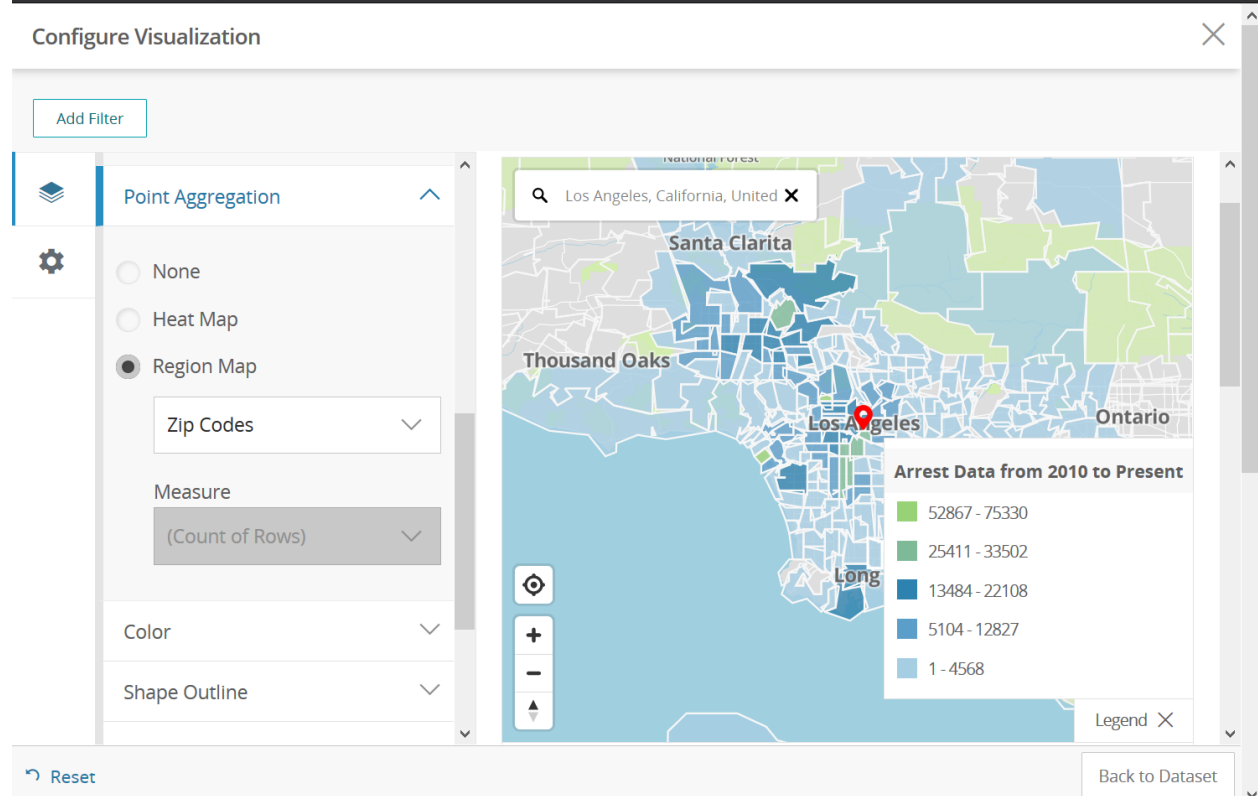 Configure Visualization
Add Filter
Point Aggregation
None
Heat Map
Region Map
Zip Codes
Measure
(Count of Rows)
Color
Shape Outline
Reset
National Forest
Los Angeles, California, United
Santa Clarita
Thousand Oaks
Los Angeles
Ontario
Long
Arrest Data from 2010 to Present
52867 - 75330
25411 - 33502
13484 - 22108
5104 - 12827
1 - 4568
Legend
Back to Dataset